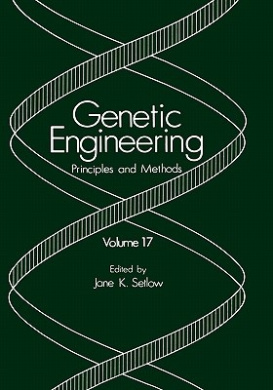 Genetic
Engineering
Principles and Methods
Volume 17
Edited by
Jane K. Setlow